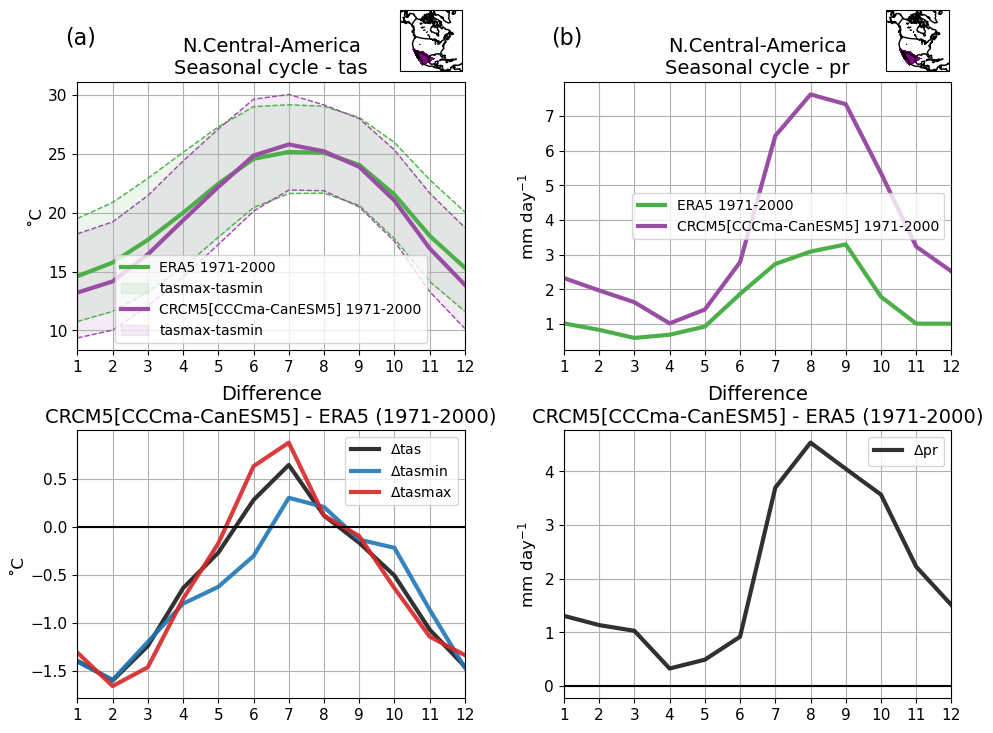 (a)
N.Central-America
Seasonal cycle - tas
30
25
20
15
10
˚C
ERA5 1971-2000
tasmax-tasmin
CRCM5[CCCma-CanESM5] 1971-2000
tasmax-tasmin
1 2 3 4 5 6 7 8 9 10 11 12
(b)
N.Central-America
Seasonal cycle - pr
7
6
5
4
3
2
1
mm day⁻¹
ERA5 1971-2000
CRCM5[CCCma-CanESM5] 1971-2000
1 2 3 4 5 6 7 8 9 10 11 12
Difference
CRCM5[CCCma-CanESM5] - ERA5 (1971-2000)
0.5
0.0
−0.5
−1.0
−1.5
˚C
Δtas
Δtasmin
Δtasmax
1 2 3 4 5 6 7 8 9 10 11 12
Difference
CRCM5[CCCma-CanESM5] - ERA5 (1971-2000)
4
3
2
1
0
mm day⁻¹
Δpr
1 2 3 4 5 6 7 8 9 10 11 12